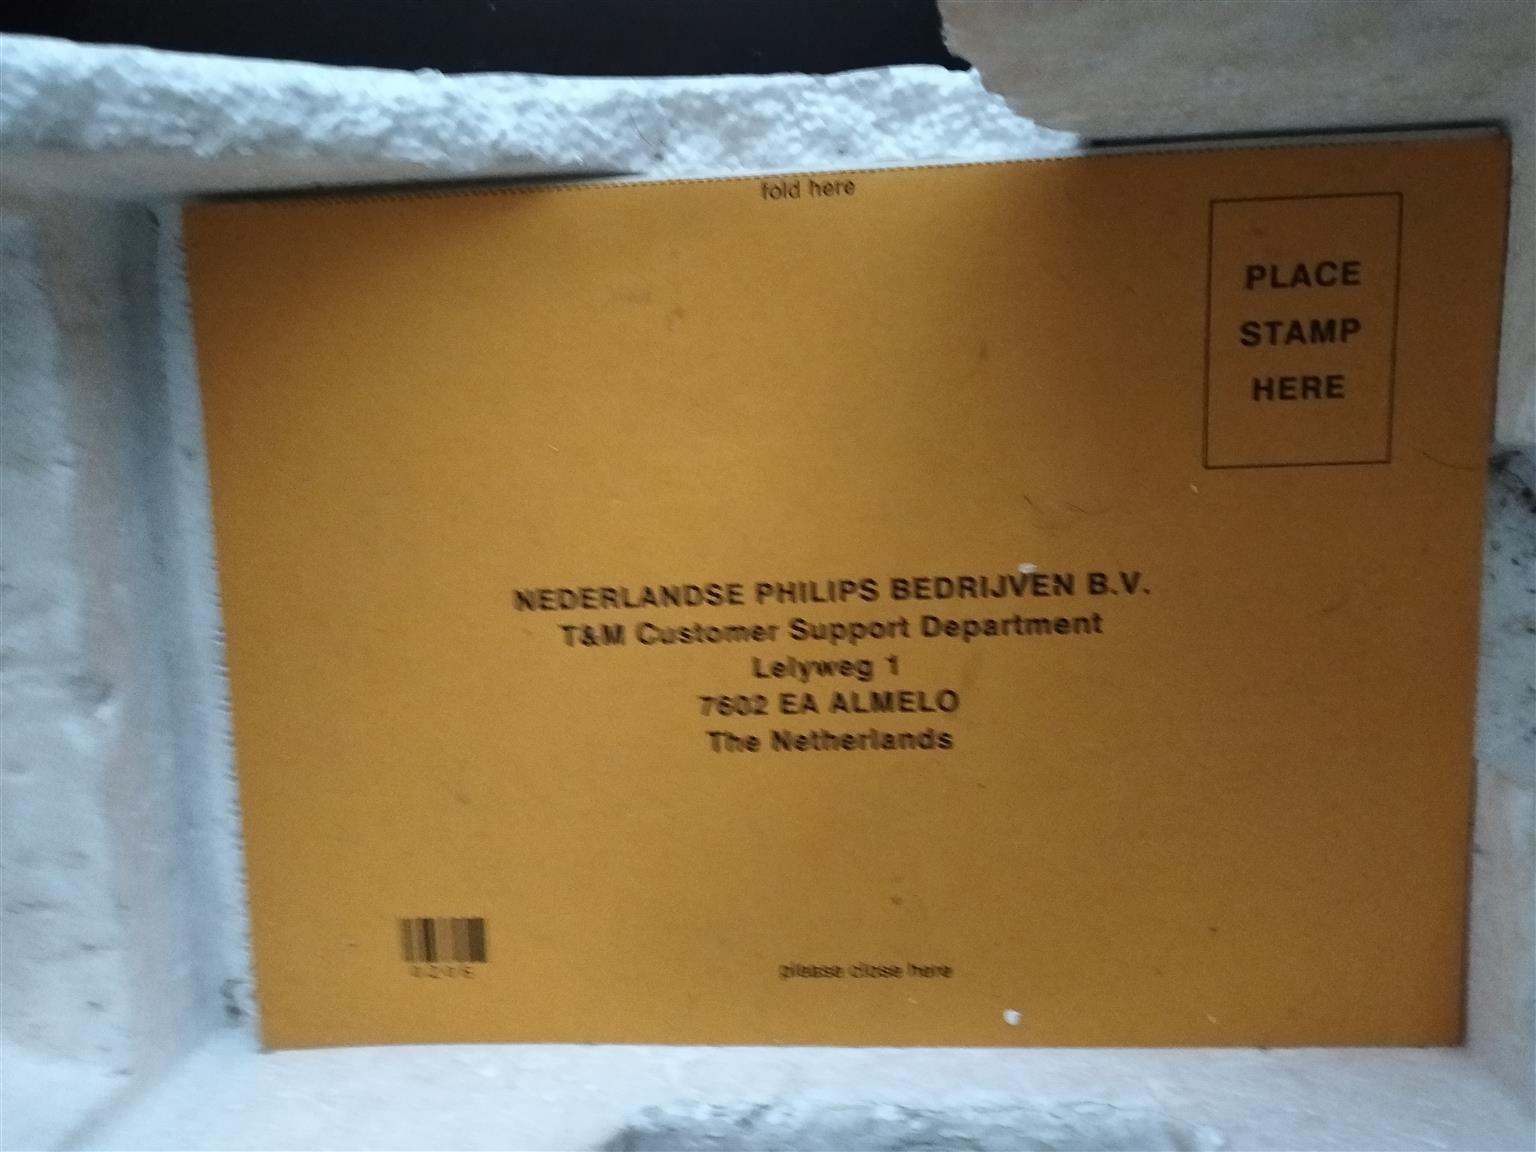 fold here
PLACE
STAMP
HERE
NEDERLANDSE PHILIPS BEDRIJVEN B.V.
T&M Customer Support Department
Lelyweg 1
7602 EA ALMELO
The Netherlands
please close here